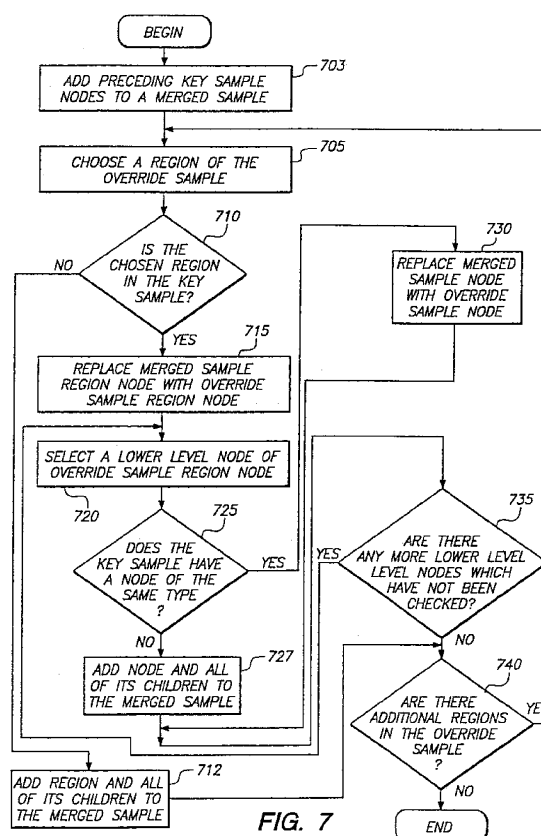 BEGIN
703
ADD PRECEDING KEY SAMPLE
NODES TO A MERGED SAMPLE
705
CHOOSE A REGION OF THE
OVERRIDE SAMPLE
710
IS THE
CHOSEN REGION
IN THE KEY
SAMPLE?
NO
YES
730
REPLACE MERGED
SAMPLE NODE
WITH OVERRIDE
SAMPLE NODE
715
REPLACE MERGED SAMPLE
REGION NODE WITH OVERRIDE
SAMPLE REGION NODE
SELECT A LOWER LEVEL NODE OF
OVERRIDE SAMPLE REGION NODE
720
725
DOES THE
KEY SAMPLE HAVE
A NODE OF THE
SAME TYPE
?
YES
NO
735
ARE THERE
ANY MORE LOWER LEVEL
LEVEL NODES WHICH
HAVE NOT BEEN
CHECKED?
YES
NO
727
ADD NODE AND ALL
OF ITS CHILDREN TO
THE MERGED SAMPLE
740
ARE THERE
ADDITIONAL REGIONS
IN THE OVERRIDE
SAMPLE
?
YES
NO
712
ADD REGION AND ALL
OF ITS CHILDREN TO
THE MERGED SAMPLE
END
FIG. 7